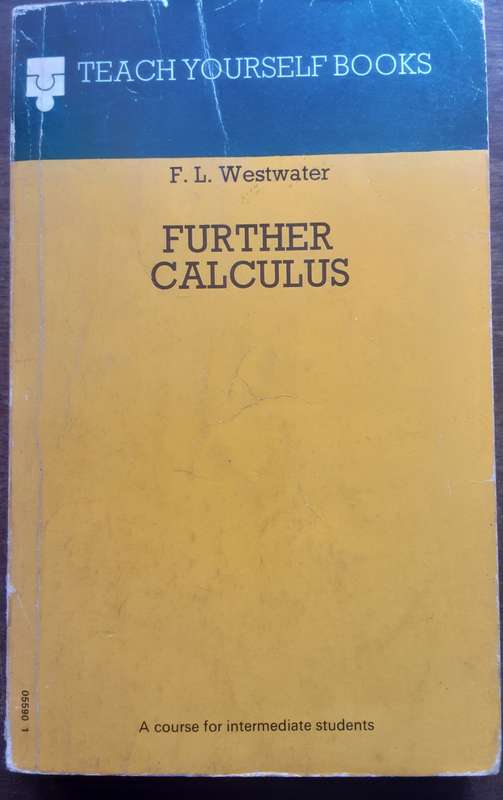 TEACH YOURSELF BOOKS
F. L. Westwater
FURTHER
CALCULUS
05590 1
A course for intermediate students